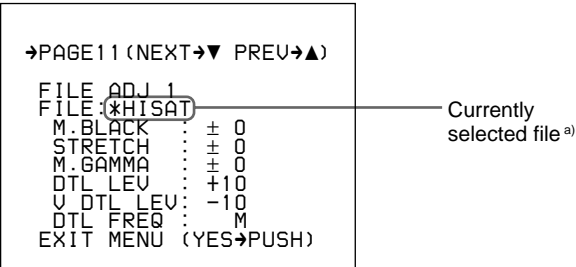 ➔PAGE11(NEXT➔▼ PREV➔▲)
FILE ADJ 1
FILE:✱HISAT
M.BLACK : ± 0
STRETCH : ± 0
M.GAMMA : ± 0
DTL LEV : +10
V DTL LEV: −10
DTL FREQ : M
EXIT MENU (YES➔PUSH)
Currently
selected file a)